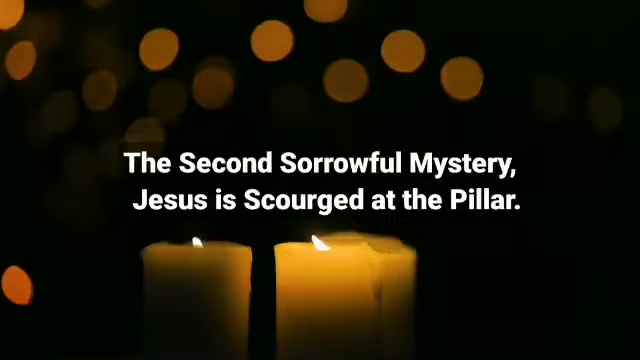 The Second Sorrowful Mystery,
Jesus is Scourged at the Pillar.